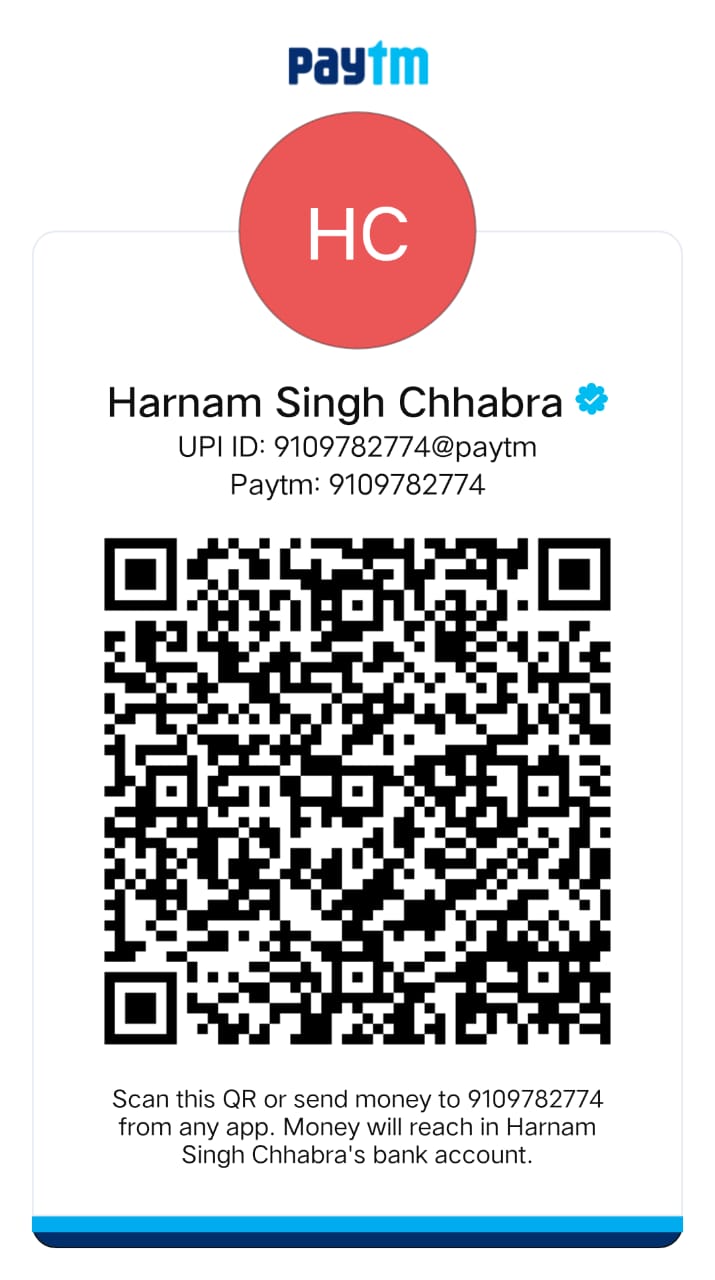 paytm
HC
Harnam Singh Chhabra
UPI ID: 9109782774@paytm
Paytm: 9109782774
Scan this QR or send money to 9109782774
from any app. Money will reach in Harnam
Singh Chhabra's bank account.